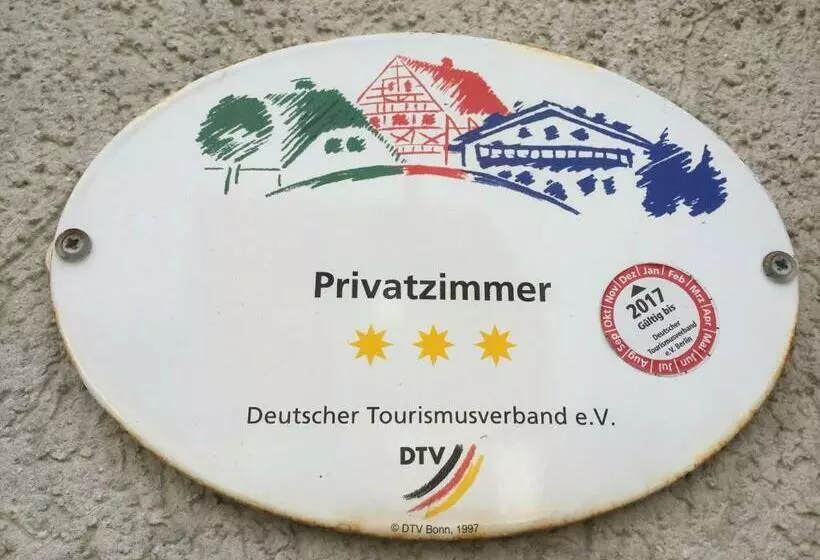 Privatzimmer
Dez Jan Feb Mrz Apr Mai Jun Jul Aug Sep Okt Nov
2017
Gültig bis
Deutscher
Tourismusverband
e.V. Berlin
Deutscher Tourismusverband e.V.
DTV
© DTV Bonn, 1997